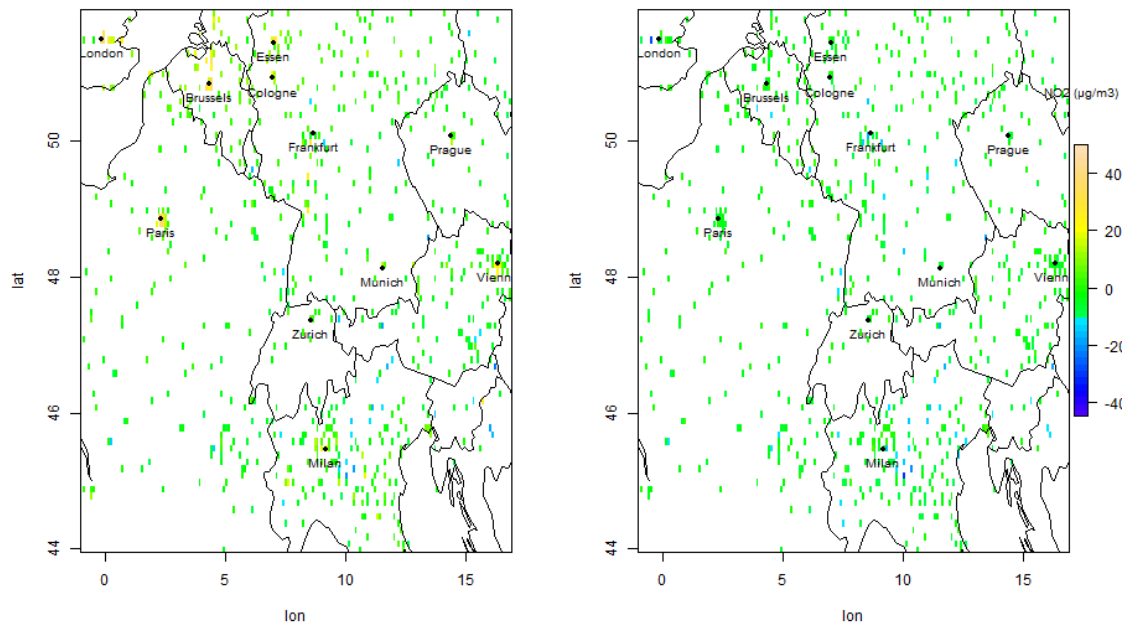 London
Essen
Brussels
Cologne
Frankfurt
Prague
Paris
Munich
Vienn
Zurich
Milan
lat
44
46
48
50
0
5
10
15
lon
London
Essen
Brussels
Cologne
Frankfurt
Prague
Paris
Munich
Vienn
Zurich
Milan
lat
44
46
48
50
0
5
10
15
lon
NO2 (µg/m3)
40
20
0
-20
-40